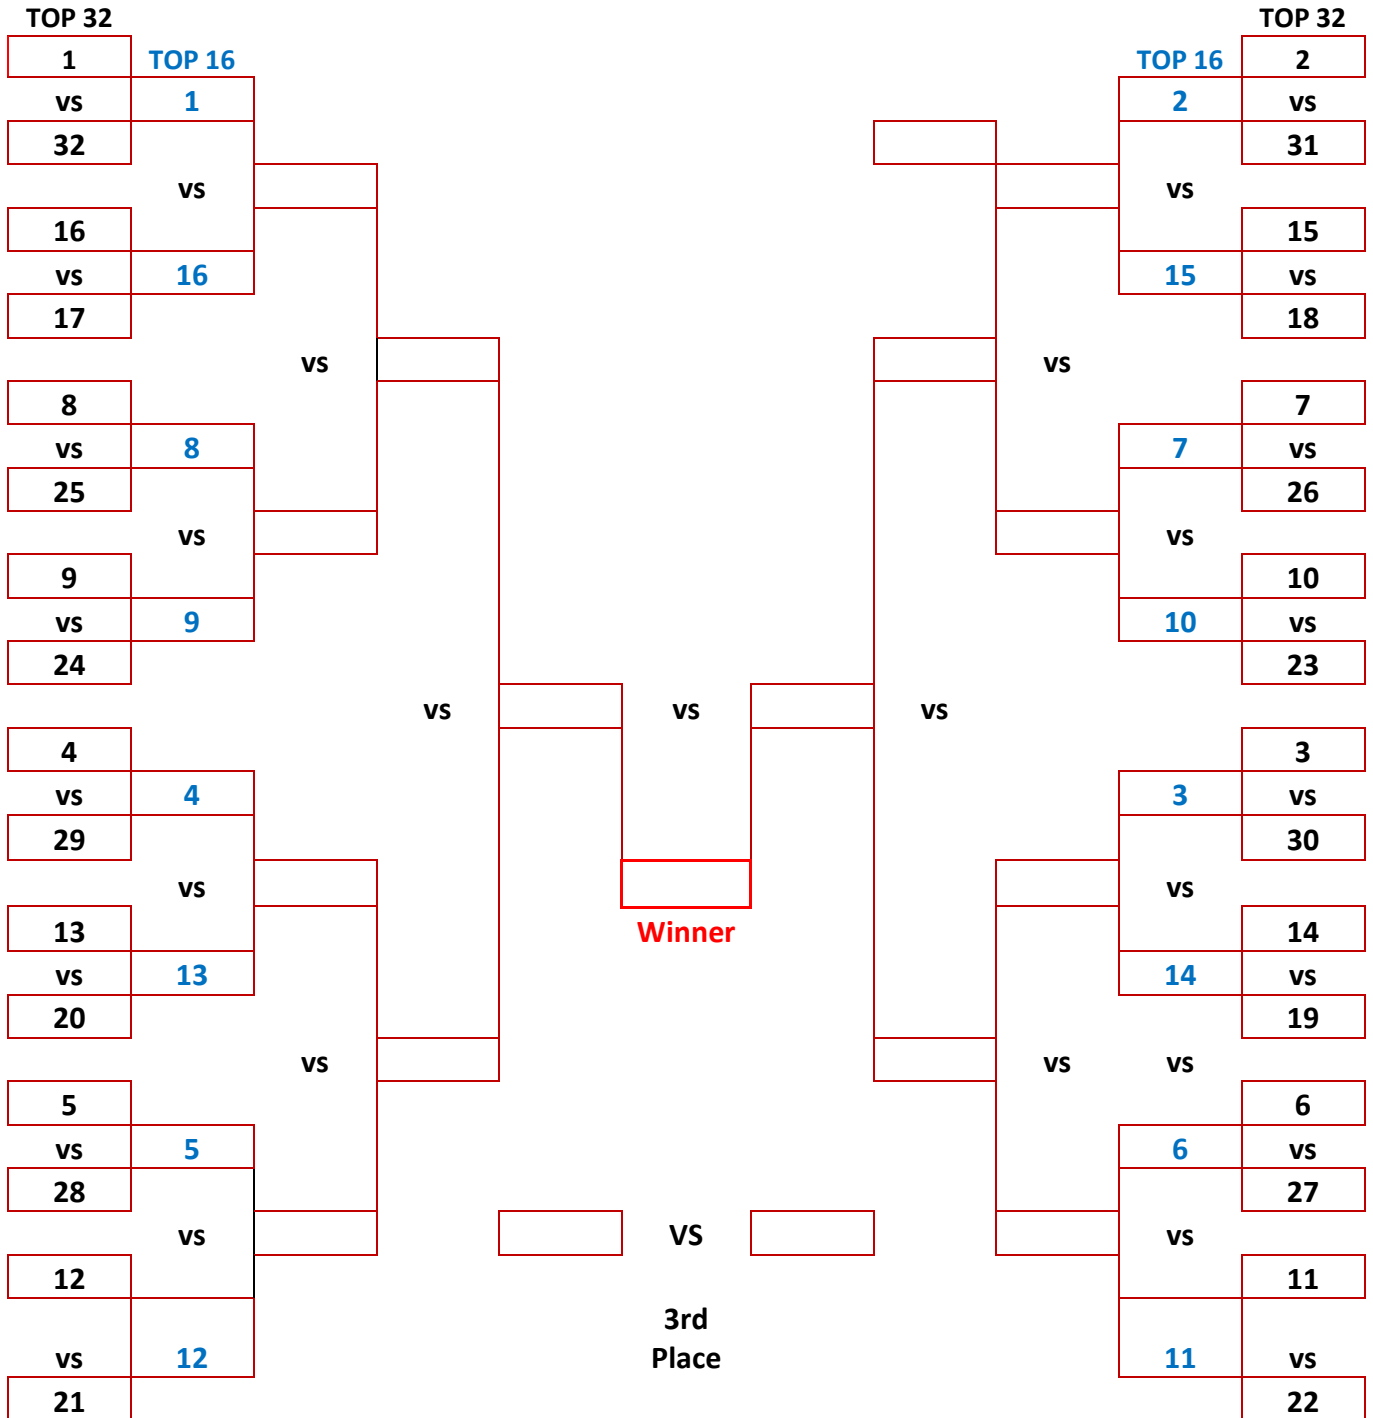 TOP 32 TOP 32
1 TOP 16 TOP 16 2
vs 1 2 vs
32 31
vs vs
16 15
vs 16 15 vs
17 18
vs vs
8 7
vs 8 7 vs
25 26
vs vs
9 10
vs 9 10 vs
24 23
vs vs vs
4 3
vs 4 3 vs
29 30
vs vs
13 Winner 14
vs 13 14 vs
20 19
vs vs vs
5 6
vs 5 6 vs
28 27
vs VS vs
12 11
3rd
vs 12 Place 11 vs
21 22